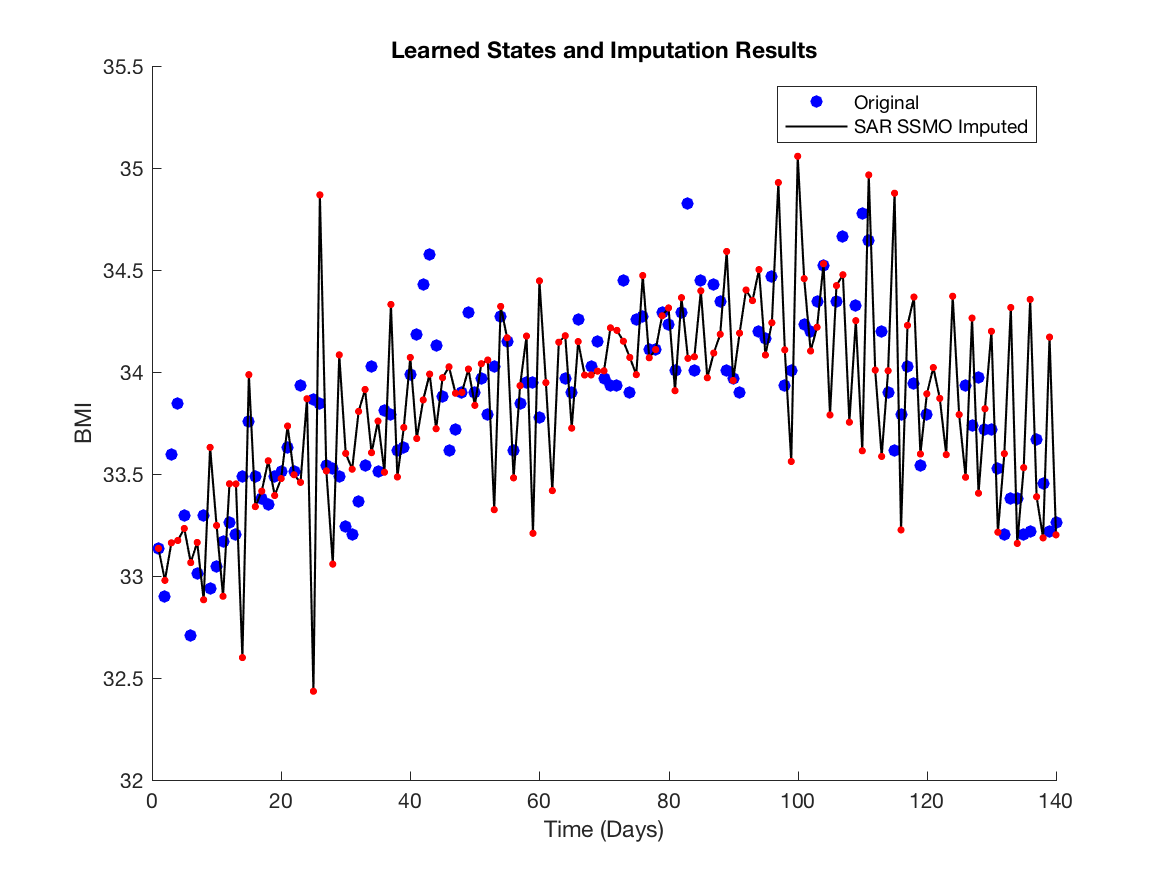 Learned States and Imputation Results
35.5
35
34.5
34
33.5
33
32.5
32
BMI
Original
SAR SSMO Imputed
0 20 40 60 80 100 120 140
Time (Days)